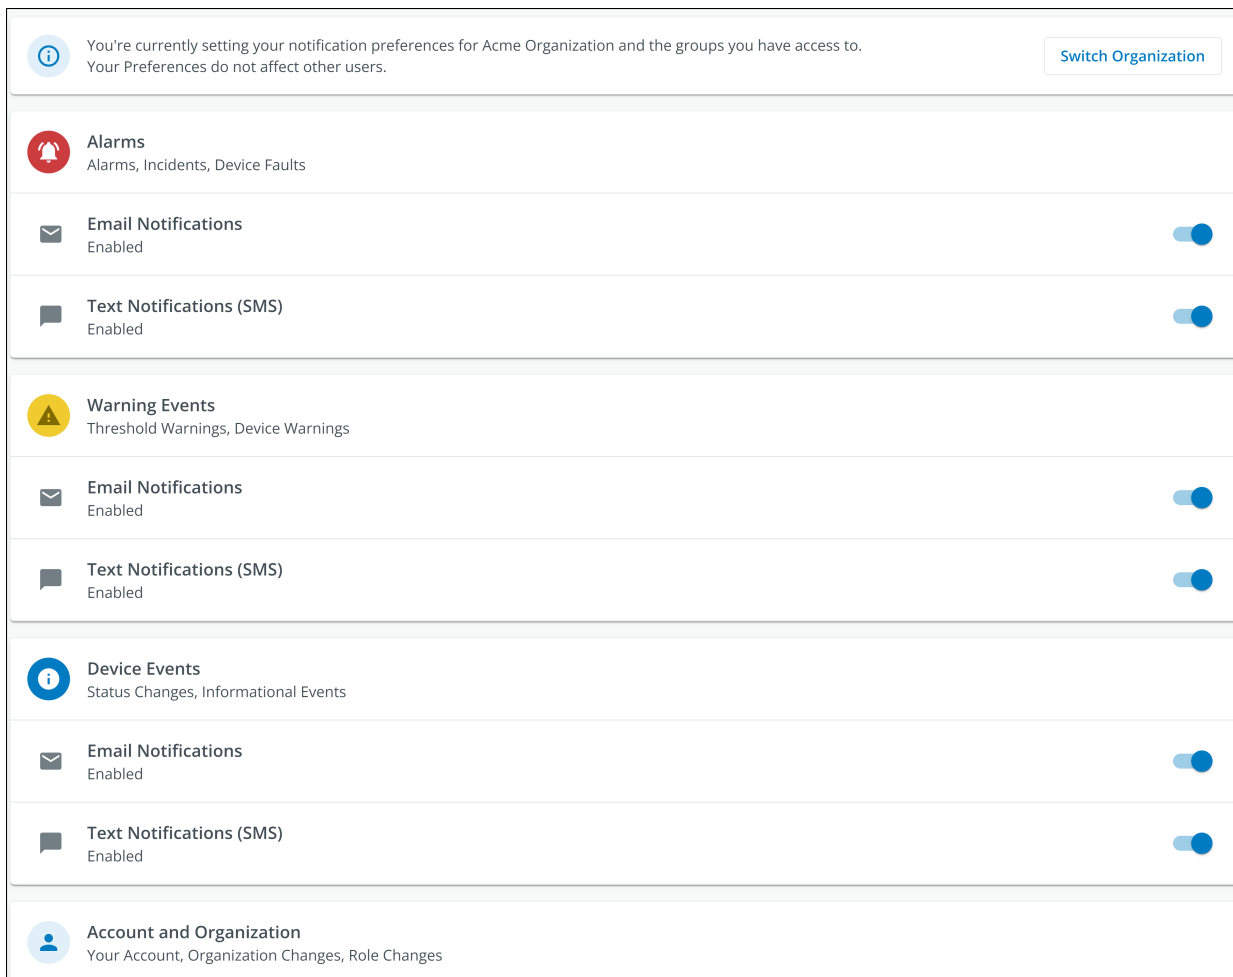 You're currently setting your notification preferences for Acme Organization and the groups you have access to.
Your Preferences do not affect other users.
Switch Organization
Alarms
Alarms, Incidents, Device Faults
Email Notifications
Enabled
Text Notifications (SMS)
Enabled
Warning Events
Threshold Warnings, Device Warnings
Email Notifications
Enabled
Text Notifications (SMS)
Enabled
Device Events
Status Changes, Informational Events
Email Notifications
Enabled
Text Notifications (SMS)
Enabled
Account and Organization
Your Account, Organization Changes, Role Changes